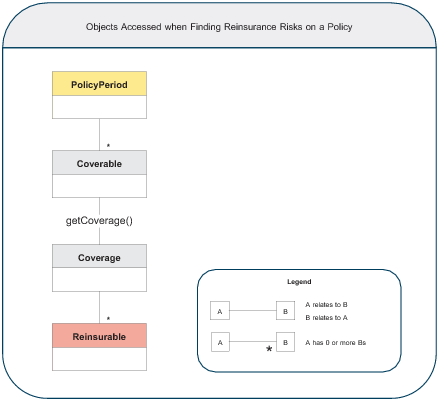 Objects Accessed when Finding Reinsurance Risks on a Policy
PolicyPeriod
*
Coverable
getCoverage()
Coverage
*
Reinsurable
Legend
A
B
A relates to B
B relates to A
A
*
B
A has 0 or more Bs